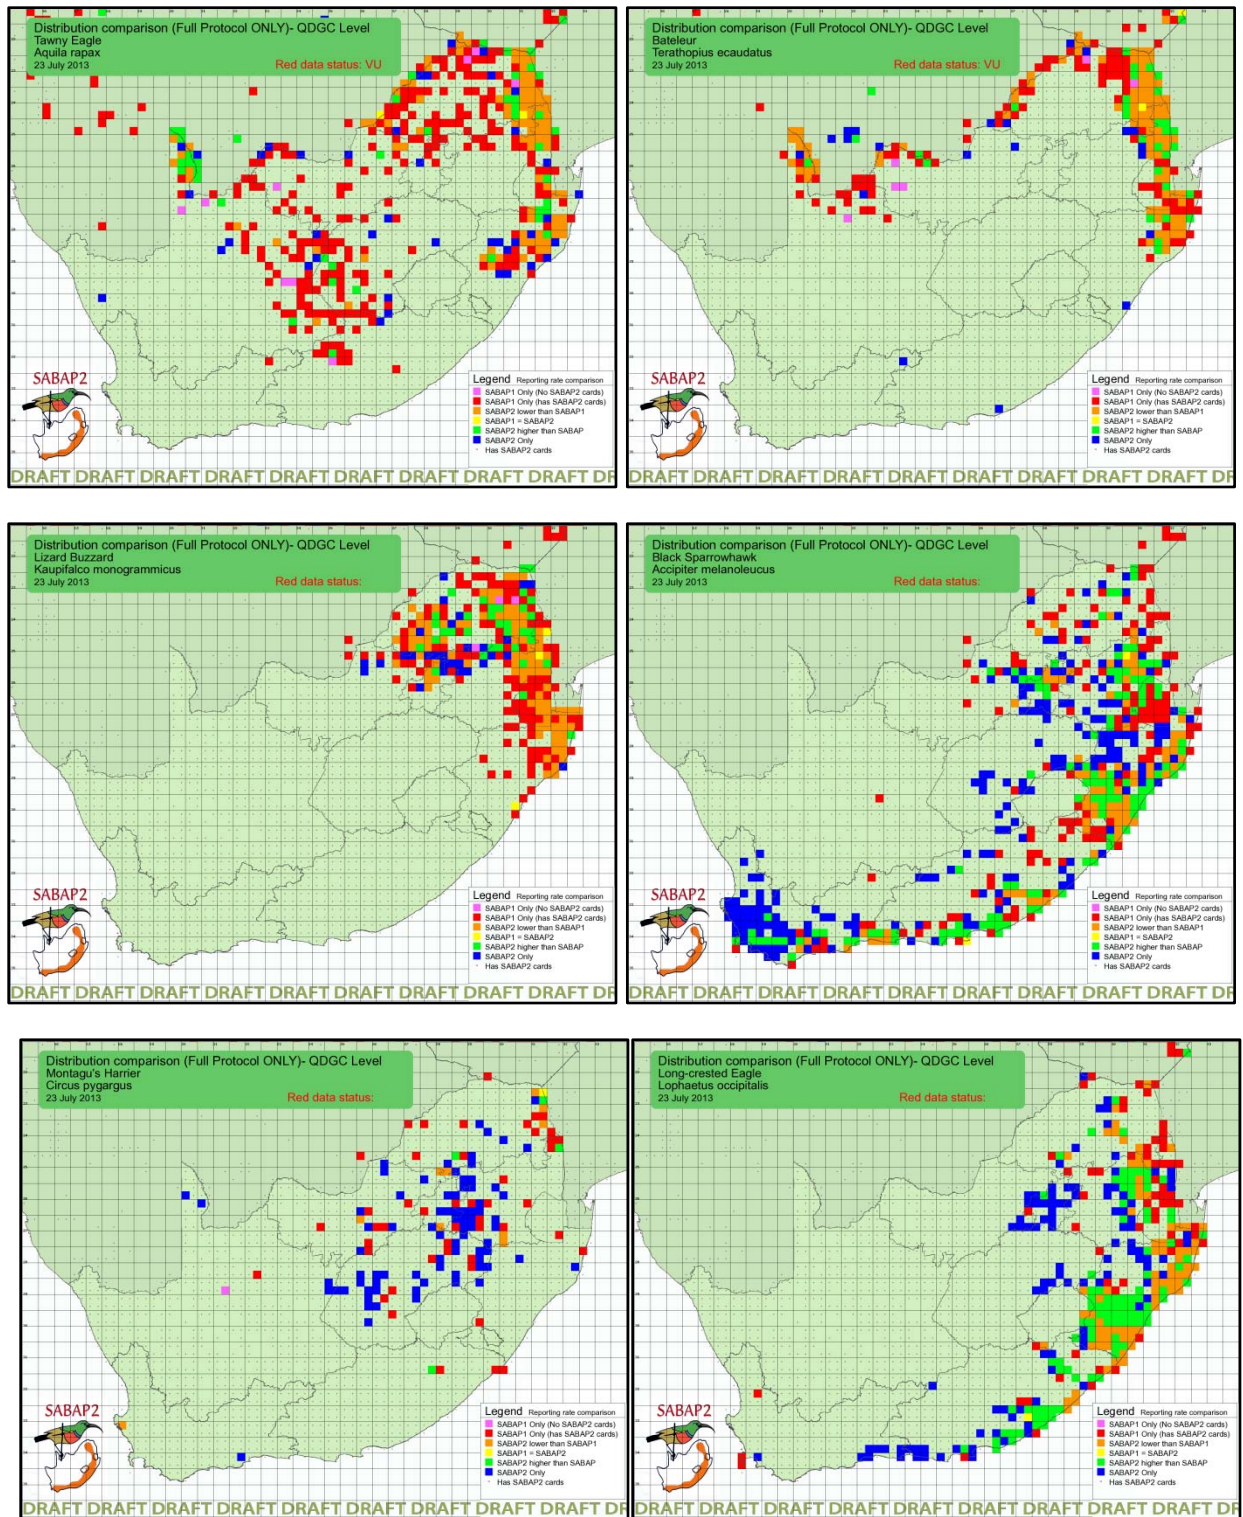 Distribution comparison (Full Protocol ONLY)- QDGC Level
Tawny Eagle
Aquila rapax
23 July 2013 Red data status: VU
SABAP2
Legend Reporting rate comparison
SABAP1 Only (No SABAP2 cards)
SABAP1 Only (has SABAP2 cards)
SABAP2 lower than SABAP1
SABAP1 = SABAP2
SABAP2 higher than SABAP
SABAP2 Only
Has SABAP2 cards
DRAFT DRAFT DRAFT DRAFT DRAFT DRAFT DRAFT DRAFT DRAFT DR
Distribution comparison (Full Protocol ONLY)- QDGC Level
Bateleur
Terathopius ecaudatus
23 July 2013 Red data status: VU
SABAP2
Legend Reporting rate comparison
SABAP1 Only (No SABAP2 cards)
SABAP1 Only (has SABAP2 cards)
SABAP2 lower than SABAP1
SABAP1 = SABAP2
SABAP2 higher than SABAP
SABAP2 Only
Has SABAP2 cards
DRAFT DRAFT DRAFT DRAFT DRAFT DRAFT DRAFT DRAFT DRAFT DR
Distribution comparison (Full Protocol ONLY)- QDGC Level
Lizard Buzzard
Kaupifalco monogrammicus
23 July 2013 Red data status:
SABAP2
Legend Reporting rate comparison
SABAP1 Only (No SABAP2 cards)
SABAP1 Only (has SABAP2 cards)
SABAP2 lower than SABAP1
SABAP1 = SABAP2
SABAP2 higher than SABAP
SABAP2 Only
Has SABAP2 cards
DRAFT DRAFT DRAFT DRAFT DRAFT DRAFT DRAFT DRAFT DRAFT DR
Distribution comparison (Full Protocol ONLY)- QDGC Level
Black Sparrowhawk
Accipiter melanoleucus
23 July 2013 Red data status:
SABAP2
Legend Reporting rate comparison
SABAP1 Only (No SABAP2 cards)
SABAP1 Only (has SABAP2 cards)
SABAP2 lower than SABAP1
SABAP1 = SABAP2
SABAP2 higher than SABAP
SABAP2 Only
Has SABAP2 cards
DRAFT DRAFT DRAFT DRAFT DRAFT DRAFT DRAFT DRAFT DRAFT DR
Distribution comparison (Full Protocol ONLY)- QDGC Level
Montagu's Harrier
Circus pygargus
23 July 2013 Red data status:
SABAP2
Legend Reporting rate comparison
SABAP1 Only (No SABAP2 cards)
SABAP1 Only (has SABAP2 cards)
SABAP2 lower than SABAP1
SABAP1 = SABAP2
SABAP2 higher than SABAP
SABAP2 Only
Has SABAP2 cards
DRAFT DRAFT DRAFT DRAFT DRAFT DRAFT DRAFT DRAFT DRAFT DR
Distribution comparison (Full Protocol ONLY)- QDGC Level
Long-crested Eagle
Lophaetus occipitalis
23 July 2013 Red data status:
SABAP2
Legend Reporting rate comparison
SABAP1 Only (No SABAP2 cards)
SABAP1 Only (has SABAP2 cards)
SABAP2 lower than SABAP1
SABAP1 = SABAP2
SABAP2 higher than SABAP
SABAP2 Only
Has SABAP2 cards
DRAFT DRAFT DRAFT DRAFT DRAFT DRAFT DRAFT DRAFT DRAFT DR